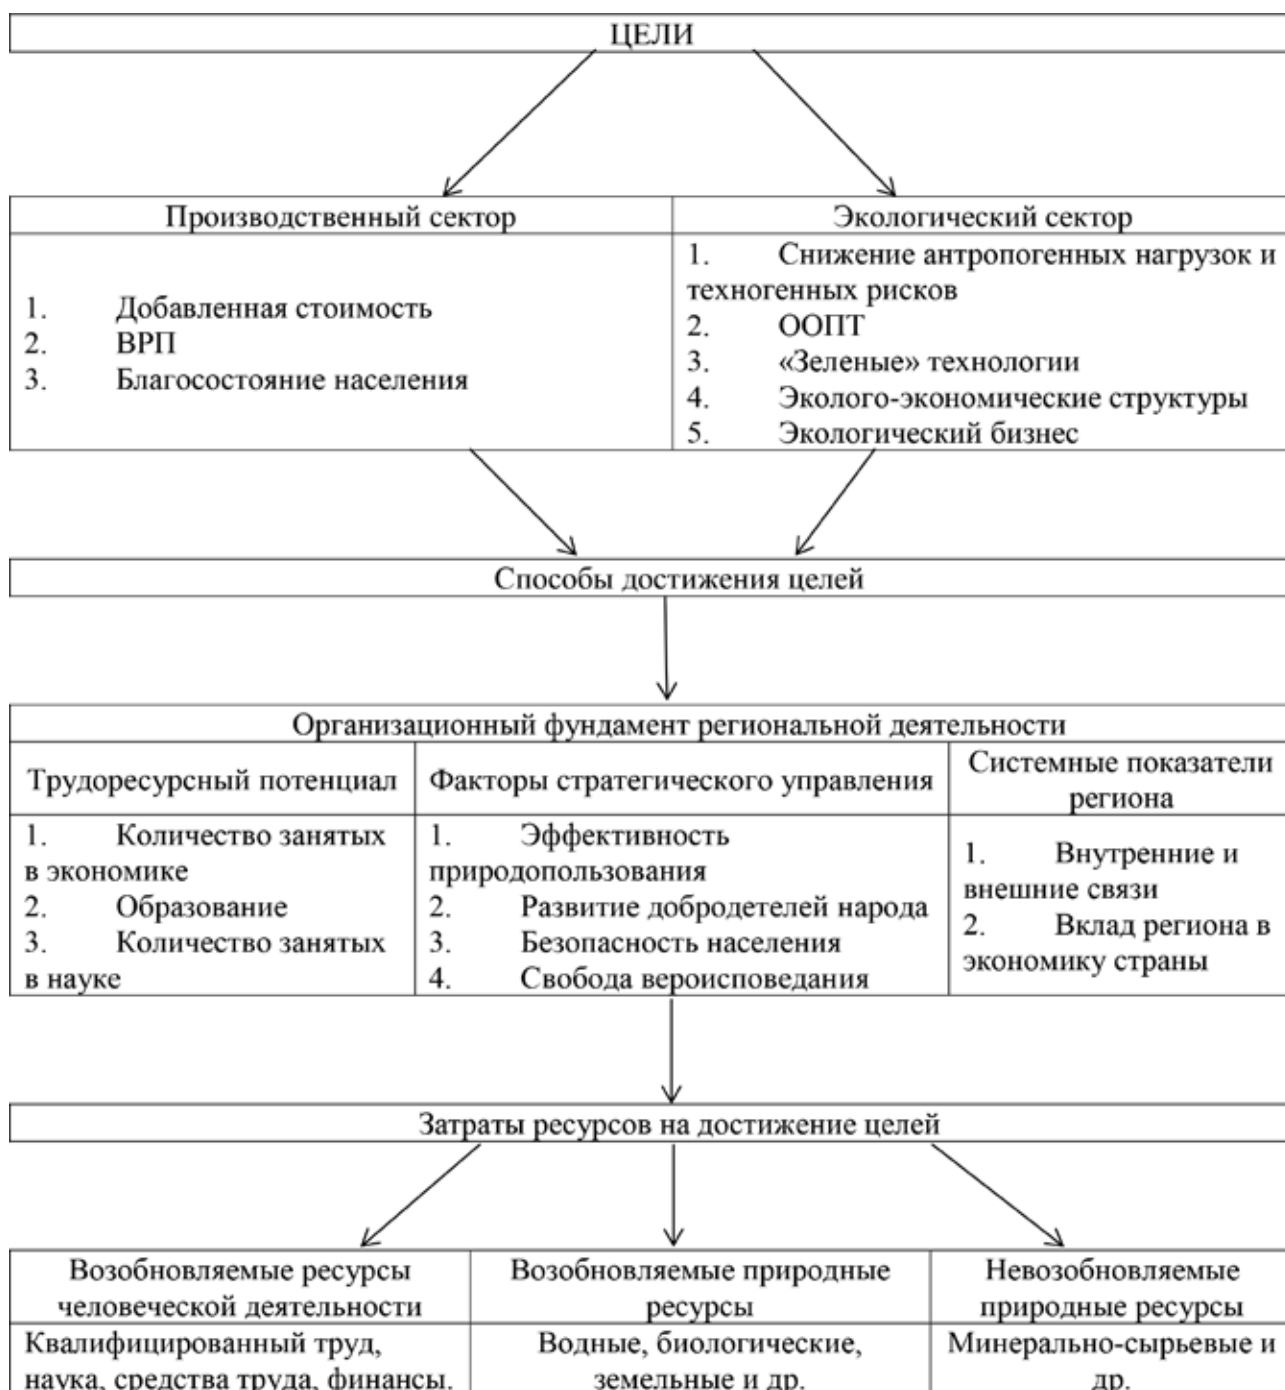 ЦЕЛИ
Производственный сектор
1. Добавленная стоимость
2. ВРП
3. Благосостояние населения
Экологический сектор
1. Снижение антропогенных нагрузок и
техногенных рисков
2. ООПТ
3. «Зеленые» технологии
4. Эколого-экономические структуры
5. Экологический бизнес
Способы достижения целей
Организационный фундамент региональной деятельности
Трудоресурсный потенциал
1. Количество занятых
в экономике
2. Образование
3. Количество занятых
в науке
Факторы стратегического управления
1. Эффективность
природопользования
2. Развитие добродетелей народа
3. Безопасность населения
4. Свобода вероисповедания
Системные показатели
региона
1. Внутренние и
внешние связи
2. Вклад региона в
экономику страны
Затраты ресурсов на достижение целей
Возобновляемые ресурсы
человеческой деятельности
Квалифицированный труд,
наука, средства труда, финансы.
Возобновляемые природные
ресурсы
Водные, биологические,
земельные и др.
Невозобновляемые
природные ресурсы
Минерально-сырьевые и
др.